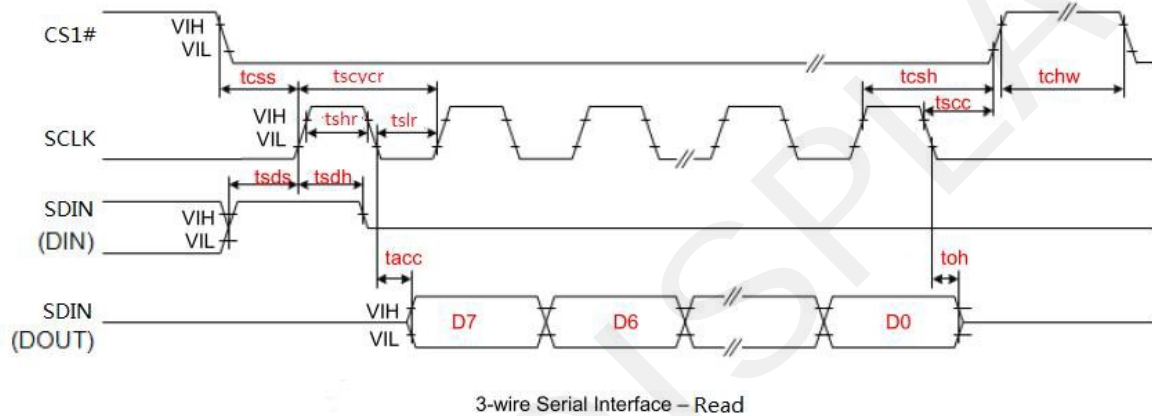 CS1#
VIH
VIL
tcss
tscycr
tcsh
tchw
tscc
SCLK
VIH
VIL
tshr
tslr
tsds
tsdh
SDIN
(DIN)
VIH
VIL
tacc
toh
SDIN
(DOUT)
VIH
VIL
D7
D6
D0
3-wire Serial Interface – Read
ISPLA